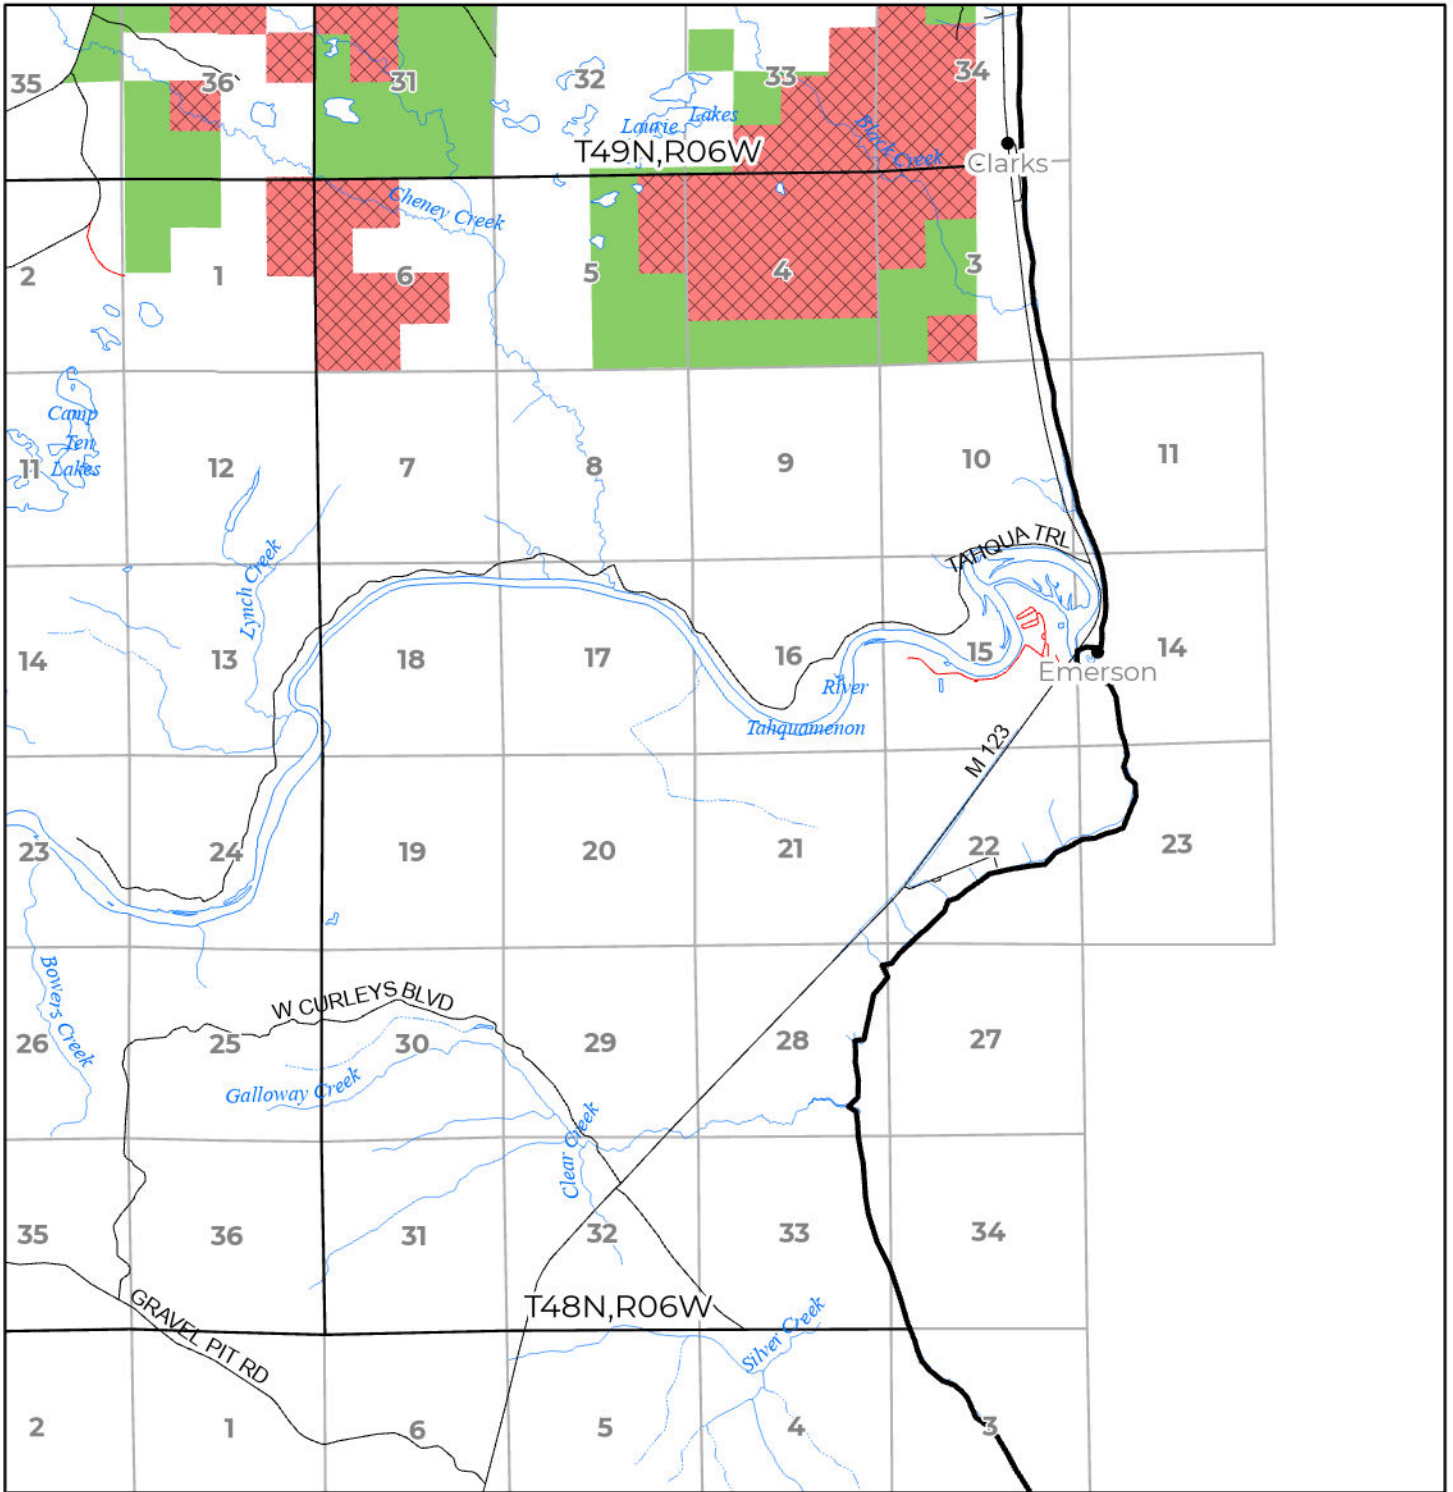 35
36
31
32
33
34
Laurie
Lakes
Black Creek
T49N,R06W
Clarks
Cheney Creek
2
1
6
5
4
3
Camp
Ten
Lakes
11
12
7
8
9
10
11
Lynch Creek
TAHQUA TRL
14
13
18
17
16
15
14
Emerson
River
Tahquamenon
M 123
23
24
19
20
21
22
23
Bowers Creek
W CURLEYS BLVD
26
25
30
29
28
27
Galloway Creek
Clear Creek
35
36
31
32
33
34
GRAVEL PIT RD
T48N,R06W
Silver Creek
2
1
6
5
4
3